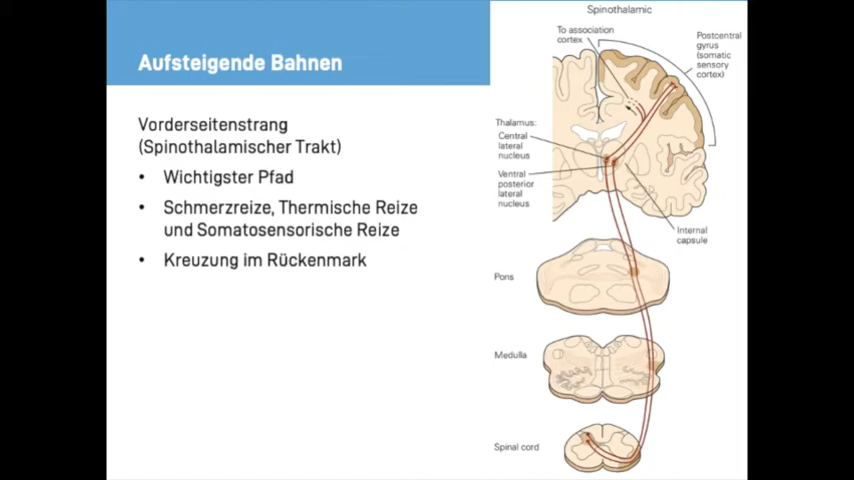 Aufsteigende Bahnen
Vorderseitenstrang
(Spinothalamischer Trakt)
• Wichtigster Pfad
• Schmerzreize, Thermische Reize
und Somatosensorische Reize
• Kreuzung im Rückenmark
Spinothalamic
To association
cortex
Postcentral
gyrus
(somatic
sensory
cortex)
Thalamus:
Central
lateral
nucleus
Ventral
posterior
lateral
nucleus
Internal
capsule
Pons
Medulla
Spinal cord